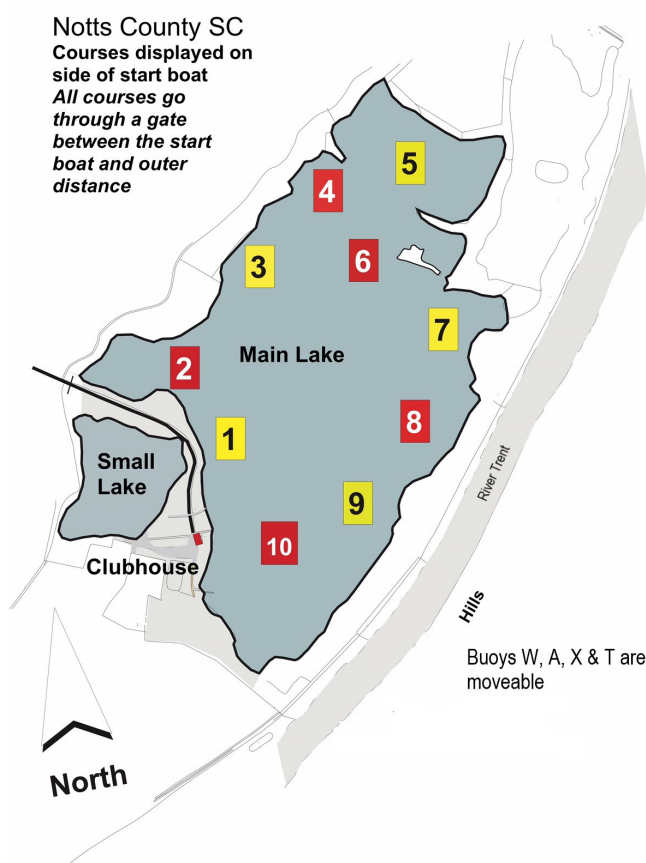 Notts County SC
Courses displayed on
side of start boat
All courses go
through a gate
between the start
boat and outer
distance
5
4
6
3
7
Main Lake
2
8
1
Small
Lake
River Trent
9
10
Clubhouse
Hills
Buoys W, A, X & T are
moveable
North